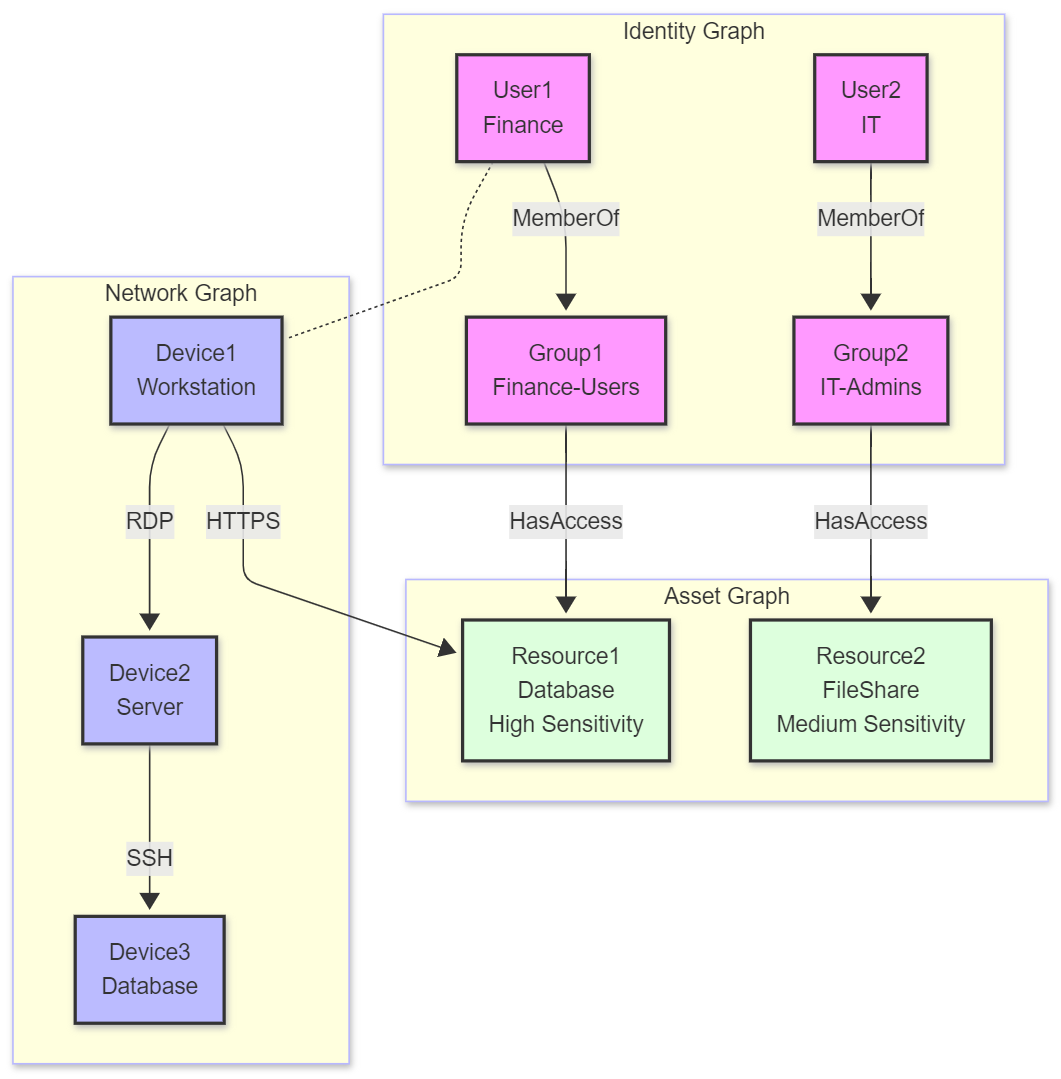 Identity Graph
User1
Finance
User2
IT
MemberOf
MemberOf
Group1
Finance-Users
Group2
IT-Admins
Network Graph
Device1
Workstation
RDP
HTTPS
HasAccess
HasAccess
Device2
Server
SSH
Device3
Database
Asset Graph
Resource1
Database
High Sensitivity
Resource2
FileShare
Medium Sensitivity